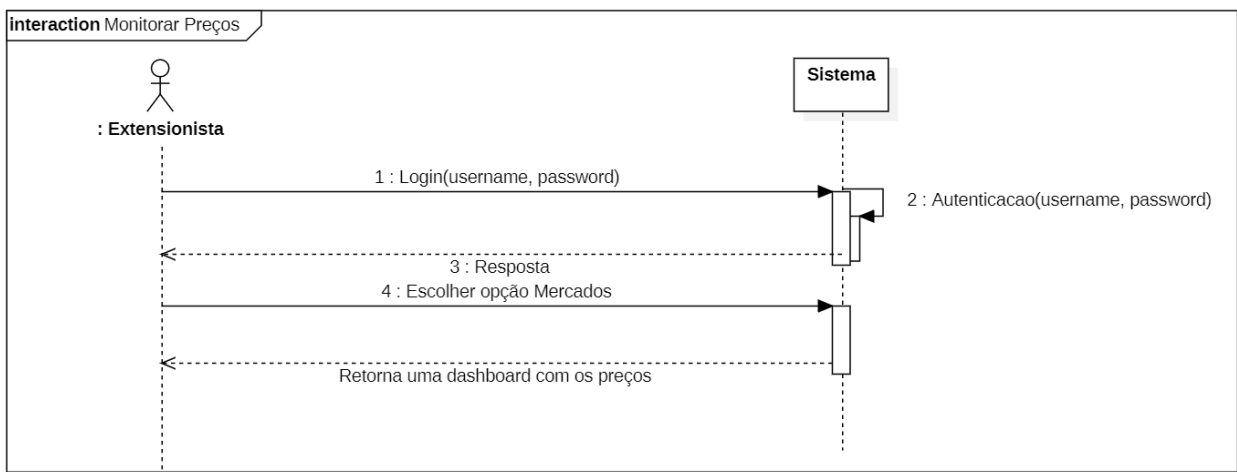 interaction Monitorar Preços
Sistema
: Extensionista
1 : Login(username, password)
2 : Autenticacao(username, password)
3 : Resposta
4 : Escolher opção Mercados
Retorna uma dashboard com os preços